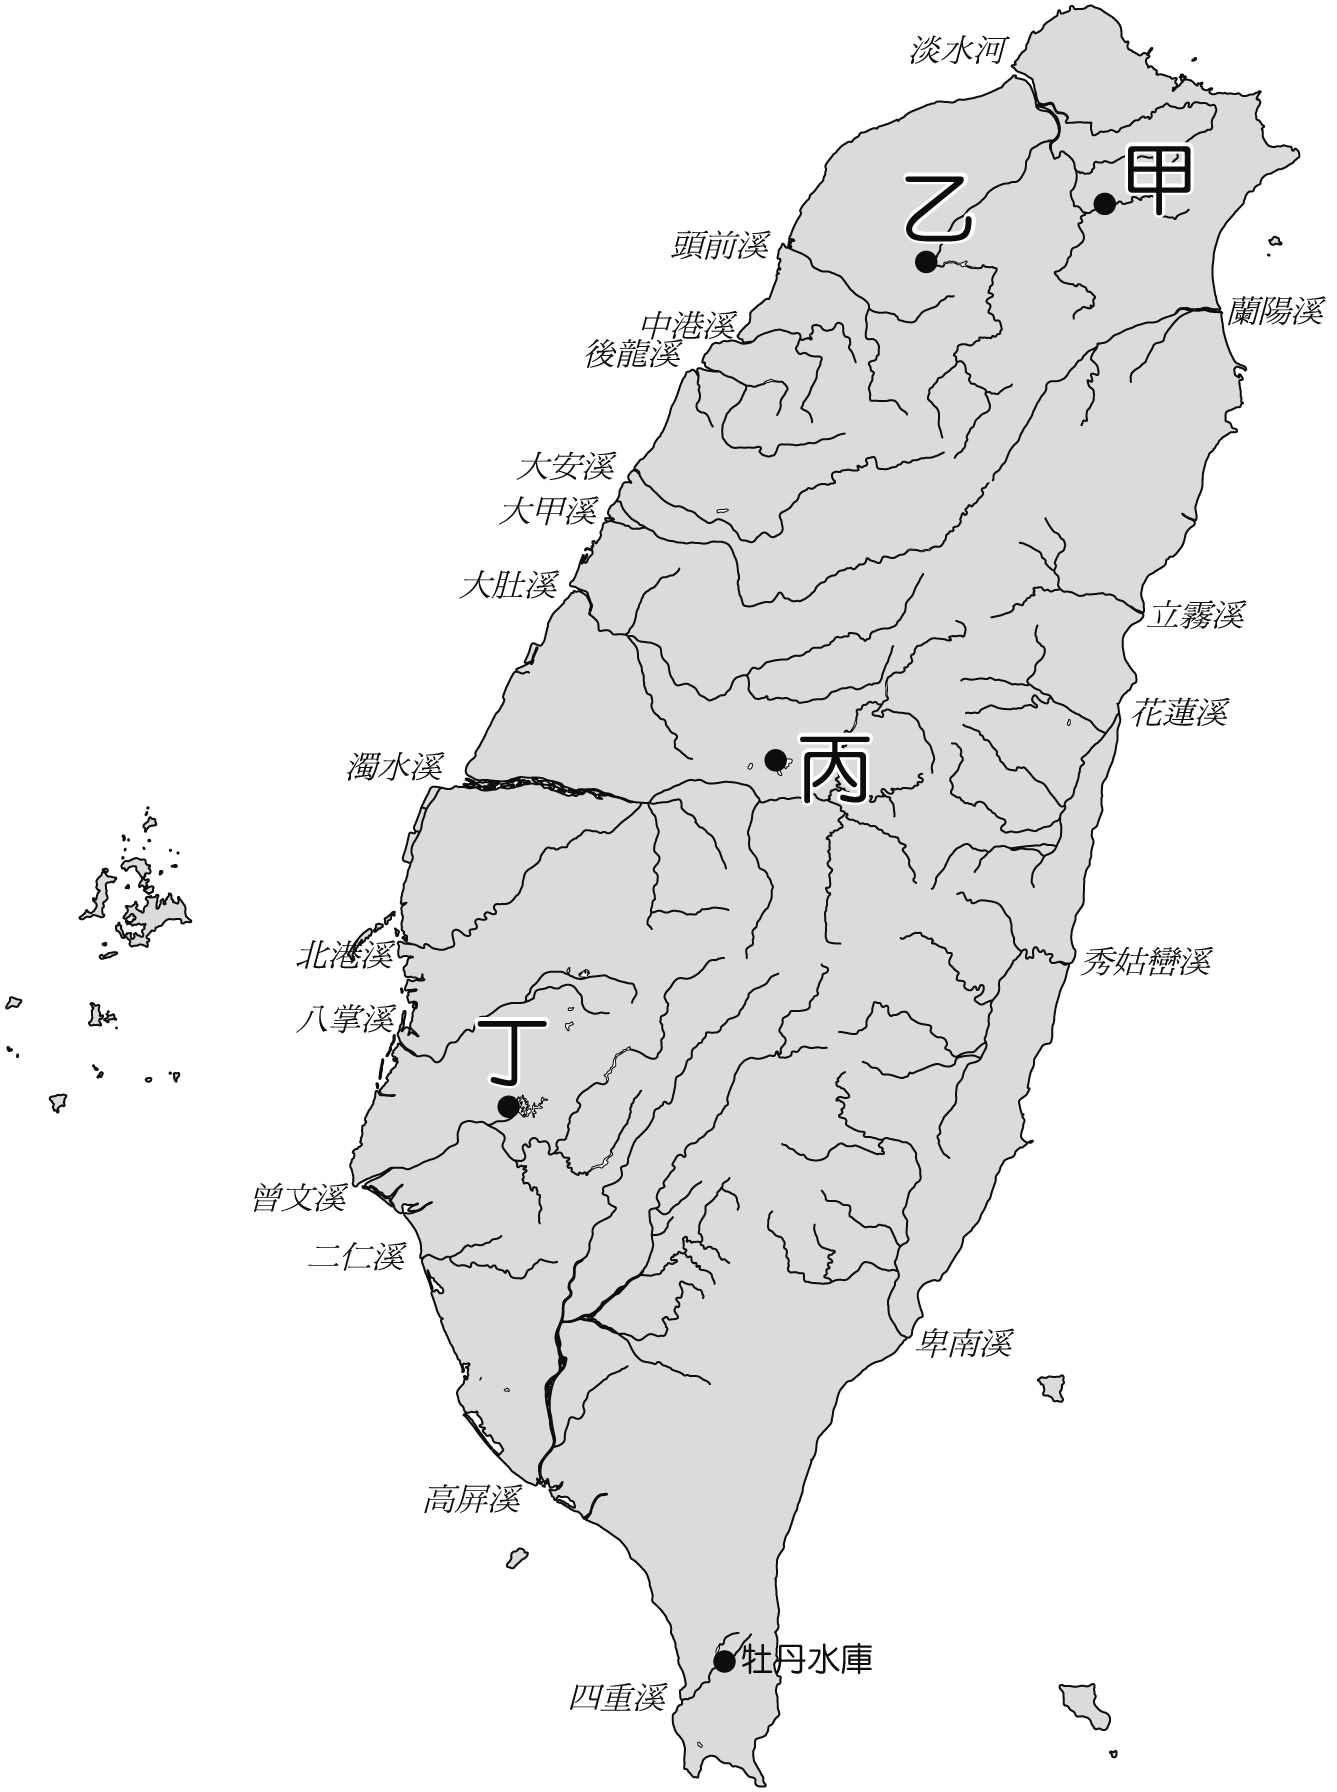 淡水河
甲
乙
頭前溪
蘭陽溪
中港溪
後龍溪
大安溪
大甲溪
大肚溪
立霧溪
花蓮溪
濁水溪
丙
北港溪
秀姑巒溪
八掌溪
丁
曾文溪
二仁溪
卑南溪
高屏溪
牡丹水庫
四重溪